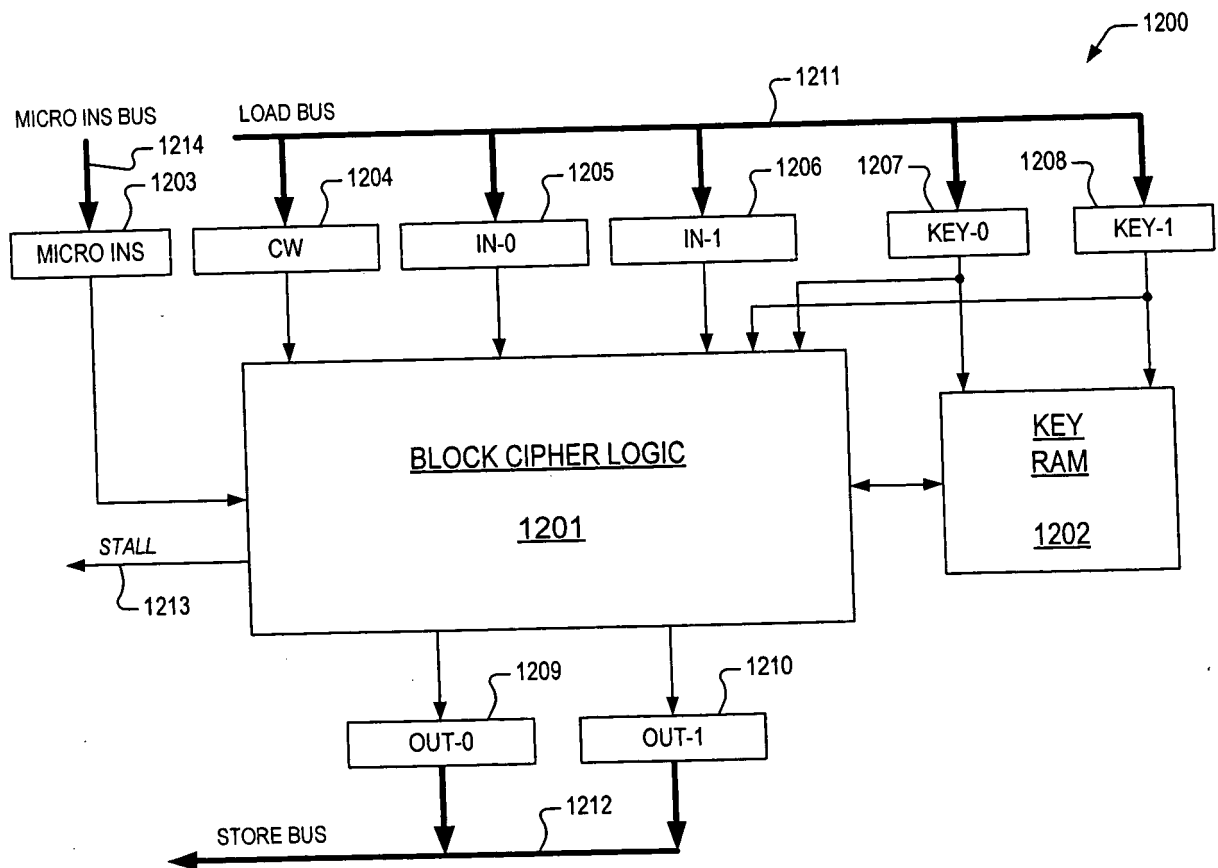 1200
1211
MICRO INS BUS
LOAD BUS
1214
1203
1204
1205
1206
1207
1208
MICRO INS
CW
IN-0
IN-1
KEY-0
KEY-1
BLOCK CIPHER LOGIC
1201
KEY
RAM
1202
STALL
1213
1209
1210
OUT-0
OUT-1
1212
STORE BUS